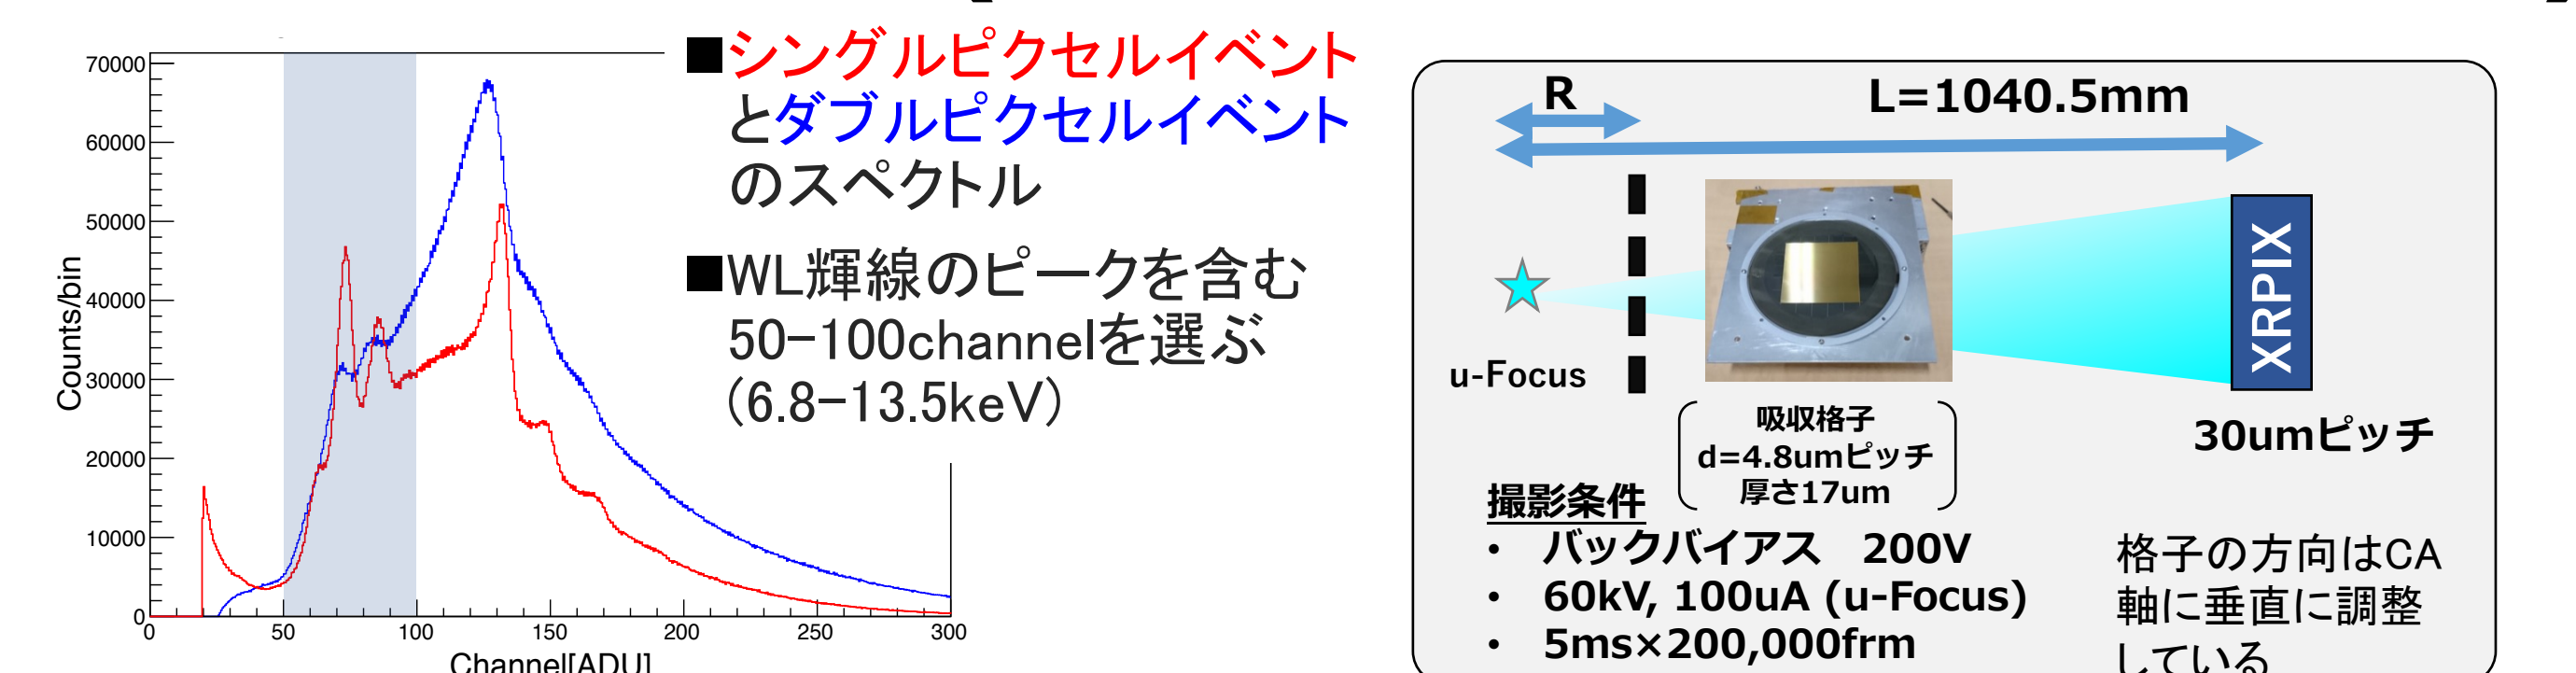 70000
60000
50000
40000
30000
20000
10000
0
Counts/bin
0 50 100 150 200 250 300
Channel[ADU]
■シングルピクセルイベント
とダブルピクセルイベント
のスペクトル
■WL輝線のピークを含む
50-100channelを選ぶ
(6.8-13.5keV)
R
L=1040.5mm
u-Focus
XRPIX
30umピッチ
吸収格子
d=4.8umピッチ
厚さ17um
撮影条件
• バックバイアス 200V
• 60kV, 100uA (u-Focus)
• 5ms×200,000frm
格子の方向はCA
軸に垂直に調整
している